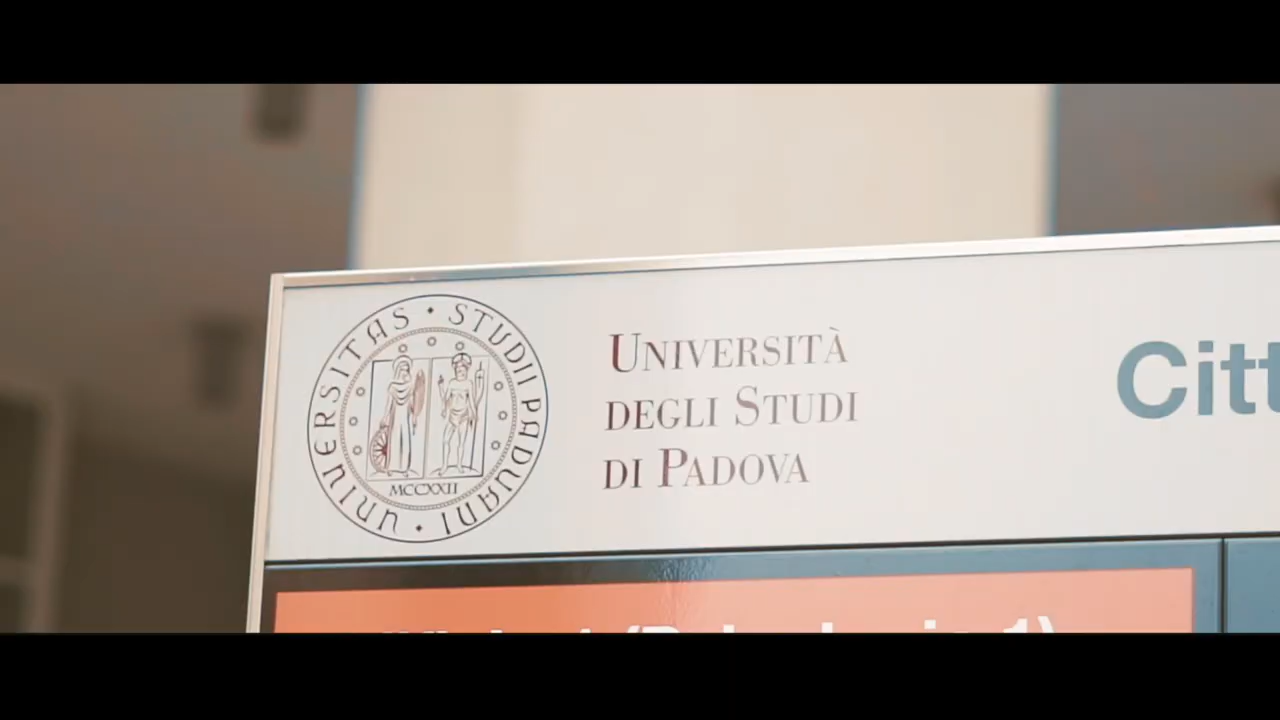 UNIVERSITAS • STUDII PADUANI •
MCCXXII
UNIVERSITÀ
DEGLI STUDI
DI PADOVA